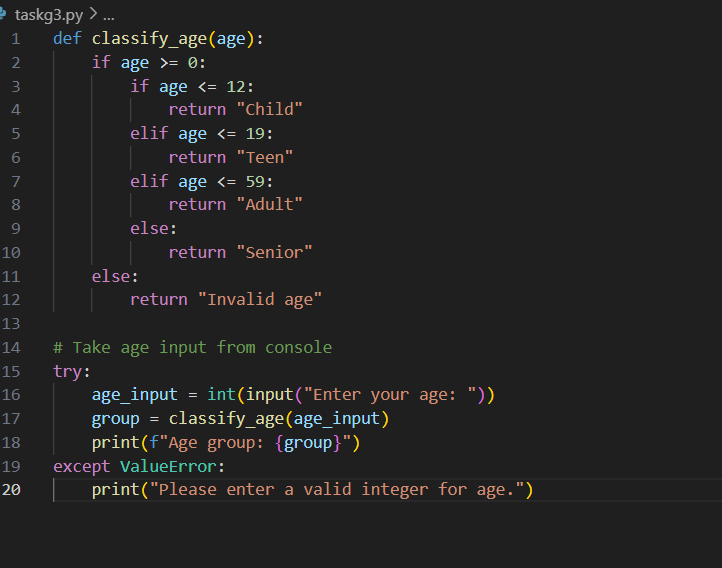 taskg3.py > ...
1 def classify_age(age):
2     if age >= 0:
3         if age <= 12:
4             return "Child"
5         elif age <= 19:
6             return "Teen"
7         elif age <= 59:
8             return "Adult"
9         else:
10             return "Senior"
11     else:
12         return "Invalid age"
13
14 # Take age input from console
15 try:
16     age_input = int(input("Enter your age: "))
17     group = classify_age(age_input)
18     print(f"Age group: {group}")
19 except ValueError:
20     print("Please enter a valid integer for age.")